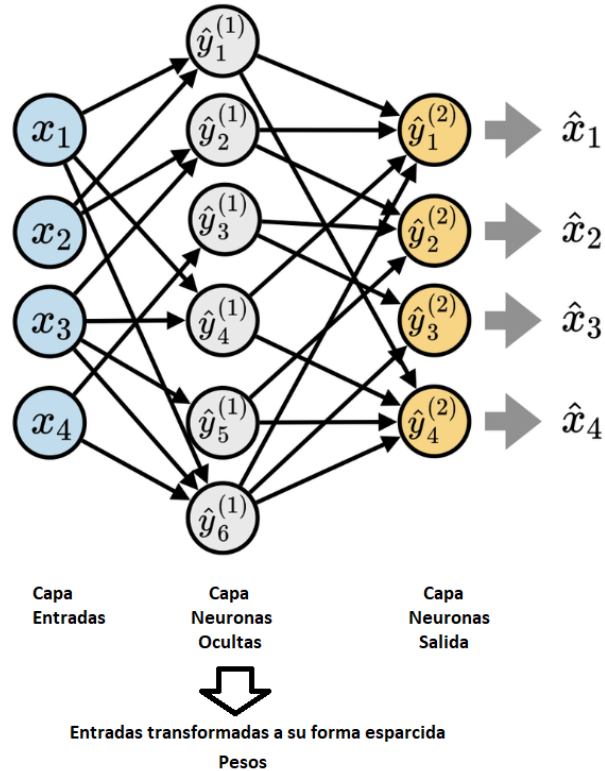 ŷ₁⁽¹⁾
x₁ ŷ₂⁽¹⁾ ŷ₁⁽²⁾ x̂₁
x₂ ŷ₃⁽¹⁾ ŷ₂⁽²⁾ x̂₂
x₃ ŷ₄⁽¹⁾ ŷ₃⁽²⁾ x̂₃
x₄ ŷ₅⁽¹⁾ ŷ₄⁽²⁾ x̂₄
ŷ₆⁽¹⁾
Capa
Entradas
Capa
Neuronas
Ocultas
Capa
Neuronas
Salida
Entradas transformadas a su forma esparcida
Pesos